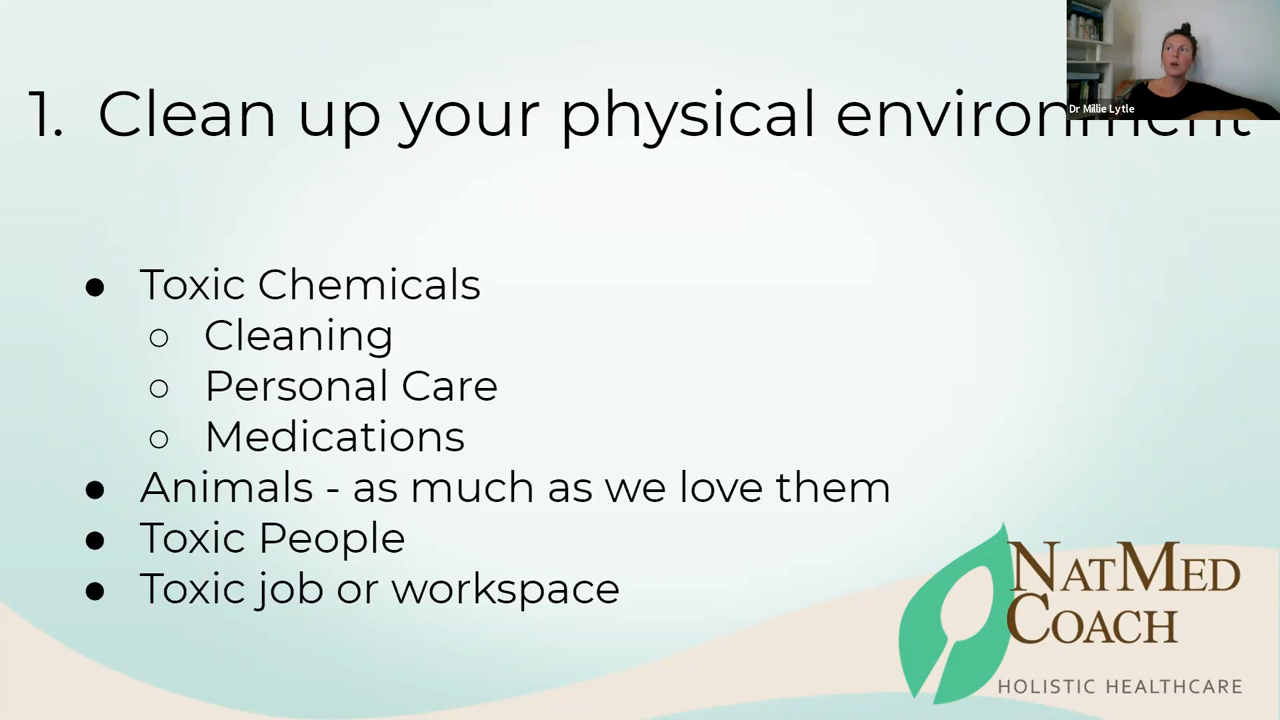 1. Clean up your physical environment
Dr Millie Lytle
● Toxic Chemicals
○ Cleaning
○ Personal Care
○ Medications
● Animals - as much as we love them
● Toxic People
● Toxic job or workspace
NATMED
COACH
HOLISTIC HEALTHCARE